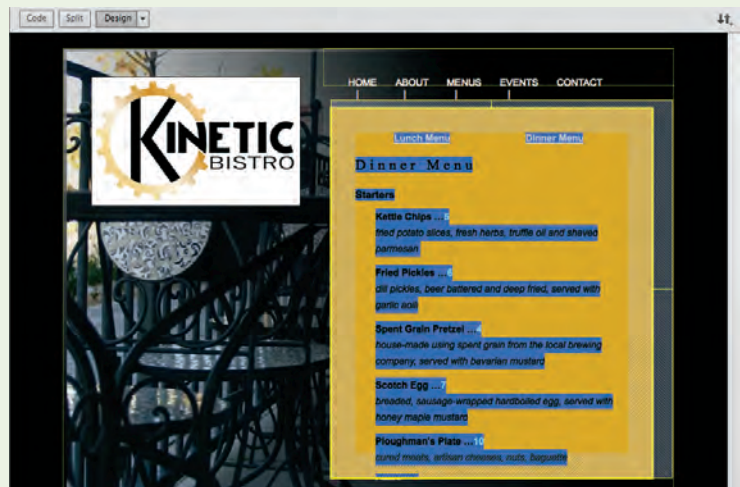 Code Split Design
HOME ABOUT MENUS EVENTS CONTACT
KINETIC
BISTRO
Lunch Menu Dinner Menu
Dinner Menu
Starters
Kettle Chips ...5
fried potato slices, fresh herbs, truffle oil and shaved
parmesan
Fried Pickles ...6
dill pickles, beer battered and deep fried, served with
garlic aoili
Spent Grain Pretzel ...4
house-made using spent grain from the local brewing
company, served with bavarian mustard
Scotch Egg ...7
breaded, sausage-wrapped hardboiled egg, served with
honey maple mustard
Ploughman's Plate ...10
cured meats, artisan cheeses, nuts, baguette